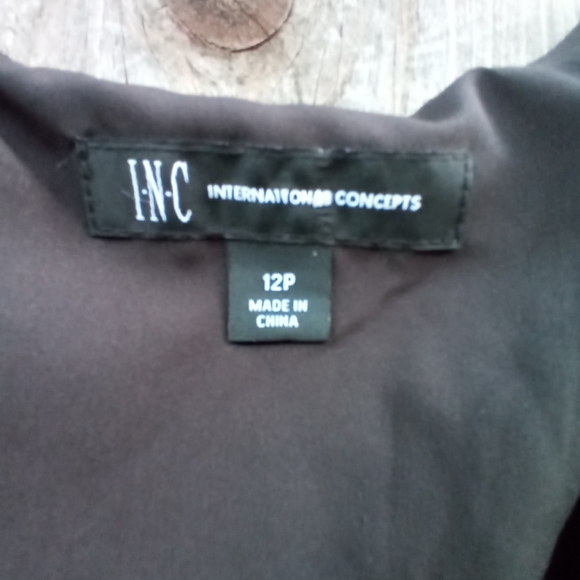 I·N·C INTERNATIONAL CONCEPTS
12P
MADE IN
CHINA